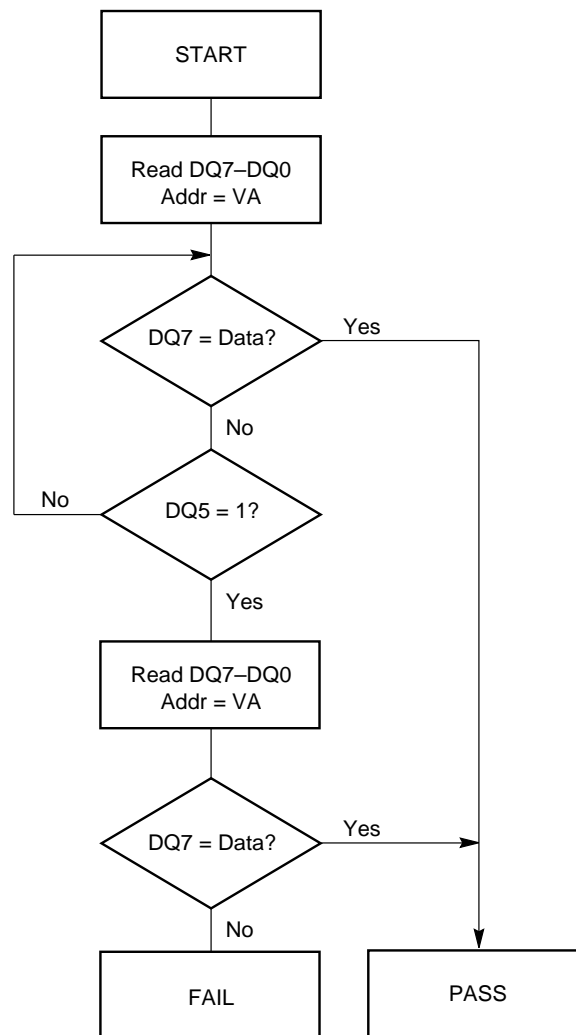 START
Read DQ7–DQ0
Addr = VA
DQ7 = Data?
Yes
No
No
DQ5 = 1?
Yes
Read DQ7–DQ0
Addr = VA
DQ7 = Data?
Yes
No
FAIL
PASS